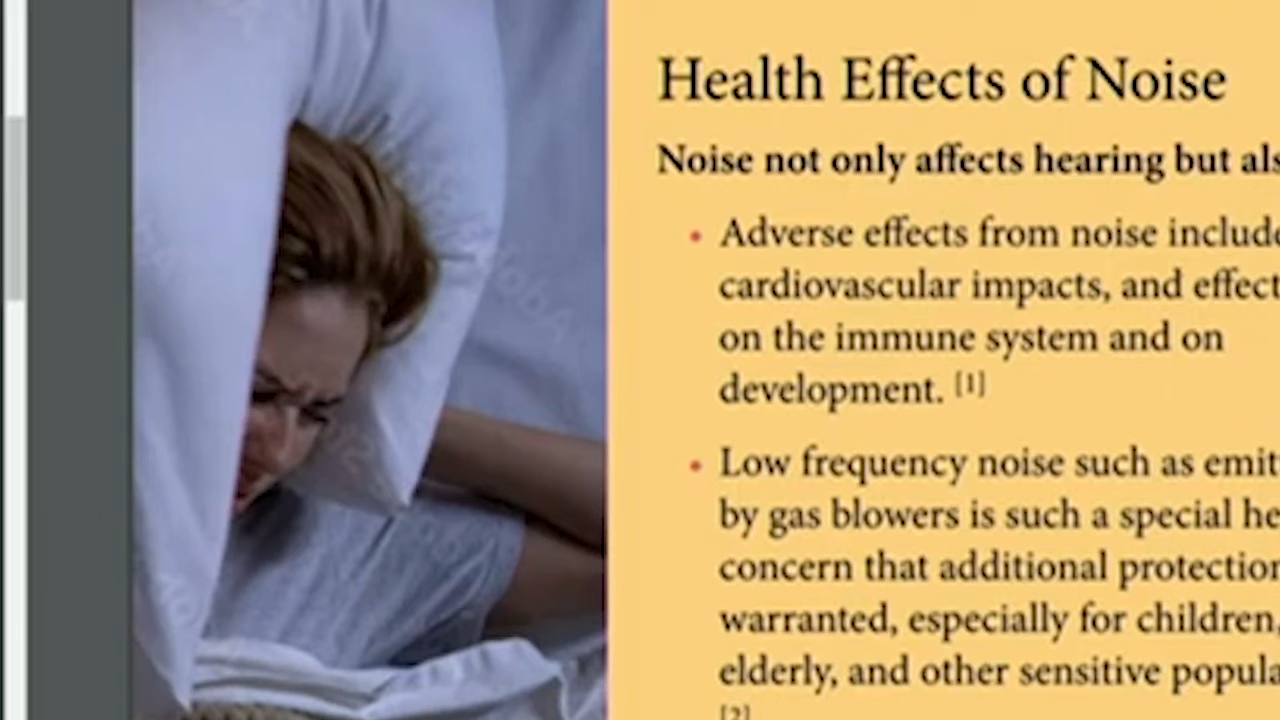 Health Effects of Noise
Noise not only affects hearing but als
• Adverse effects from noise include
cardiovascular impacts, and effect
on the immune system and on
development. [1]
• Low frequency noise such as emit
by gas blowers is such a special he
concern that additional protection
warranted, especially for children,
elderly, and other sensitive popula
[2]